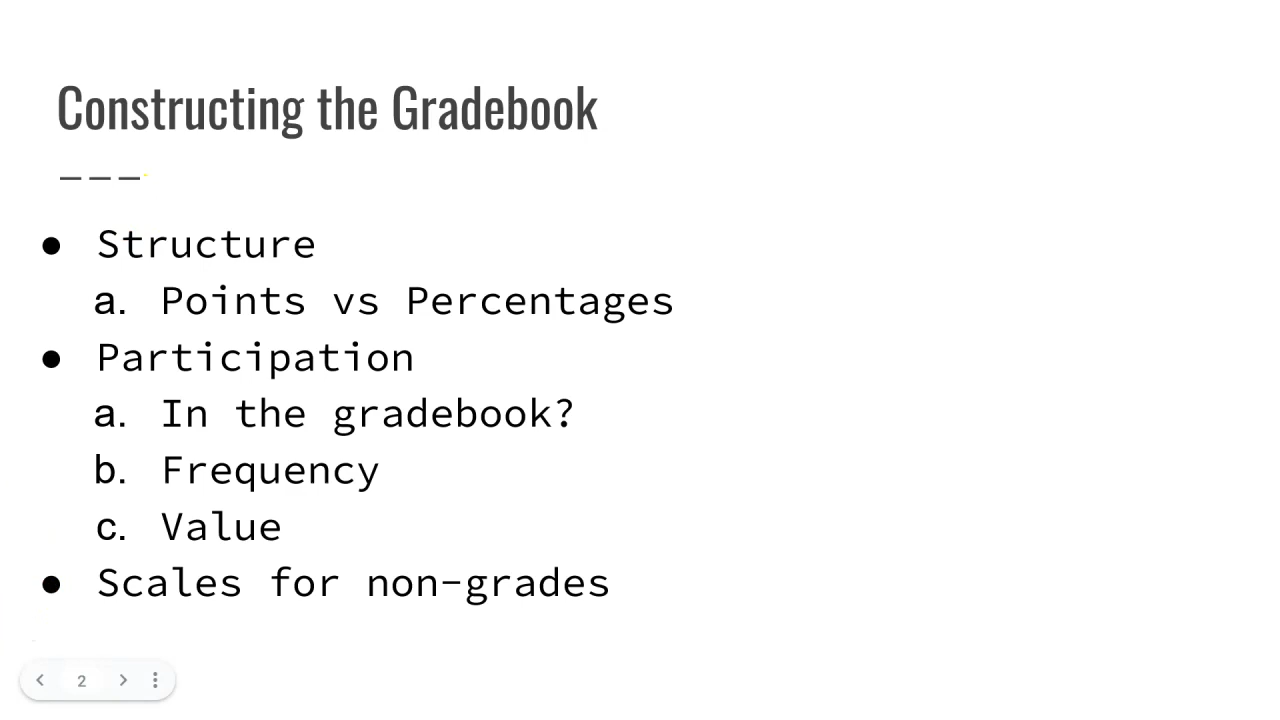 Constructing the Gradebook
● Structure
a. Points vs Percentages
● Participation
a. In the gradebook?
b. Frequency
c. Value
● Scales for non-grades
2